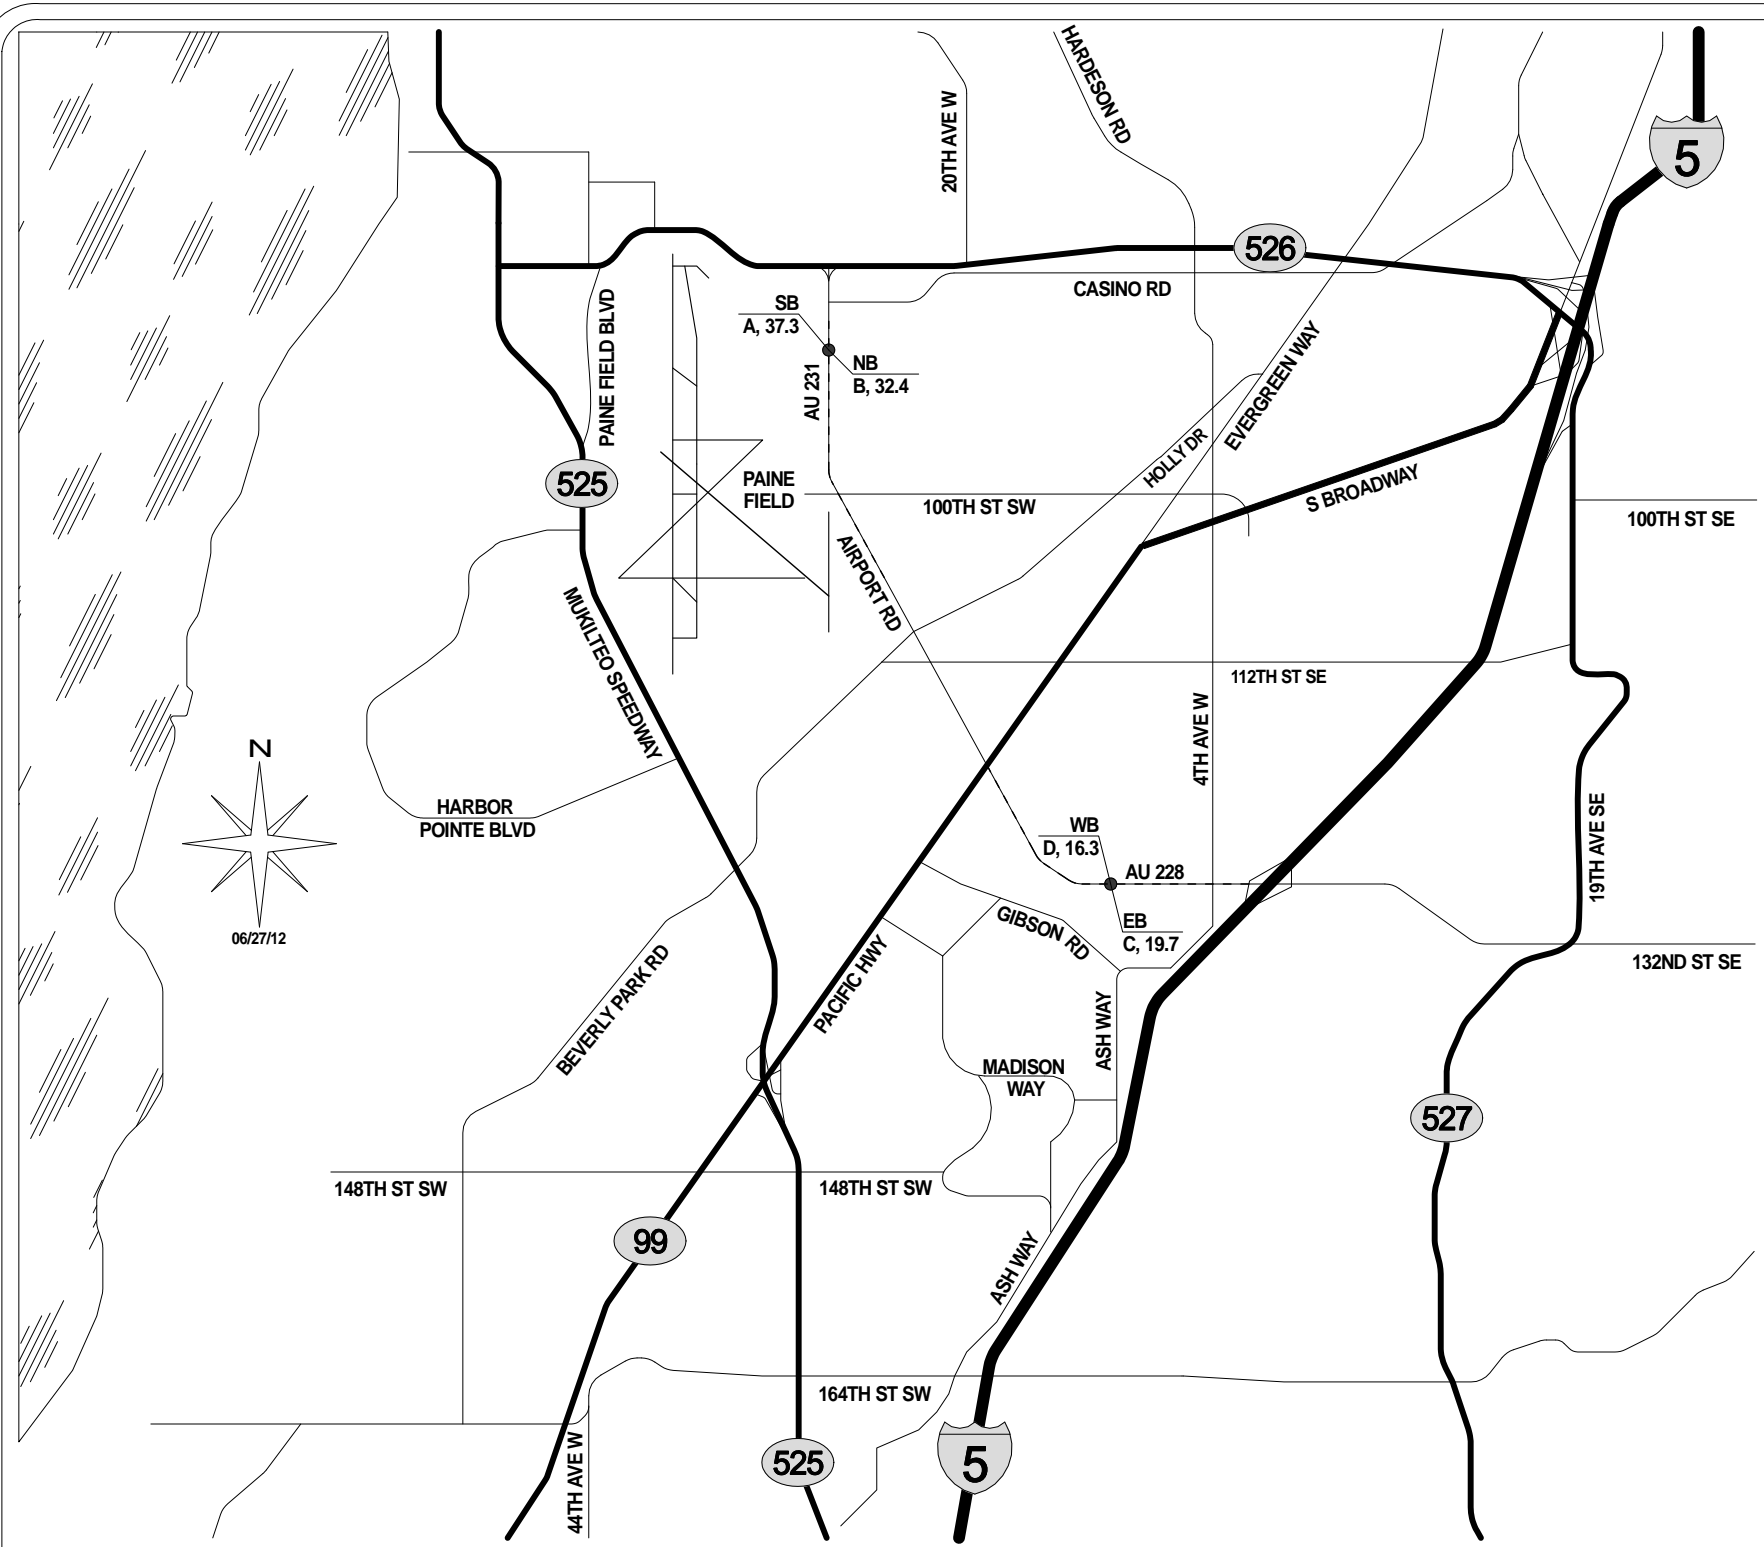 HARDESON RD
20TH AVE W
5
526
CASINO RD
SB
A, 37.3
NB
B, 32.4
AU 231
PAINE FIELD BLVD
EVERGREEN WAY
HOLLY DR
525
PAINE
FIELD
S BROADWAY
100TH ST SW
100TH ST SE
AIRPORT RD
MUKILTEO SPEEDWAY
112TH ST SE
4TH AVE W
N
HARBOR
POINTE BLVD
WB
D, 16.3
AU 228
19TH AVE SE
EB
C, 19.7
GIBSON RD
06/27/12
PACIFIC HWY
132ND ST SE
BEVERLY PARK RD
ASH WAY
MADISON
WAY
527
148TH ST SW
148TH ST SW
99
ASH WAY
164TH ST SW
44TH AVE W
525
5